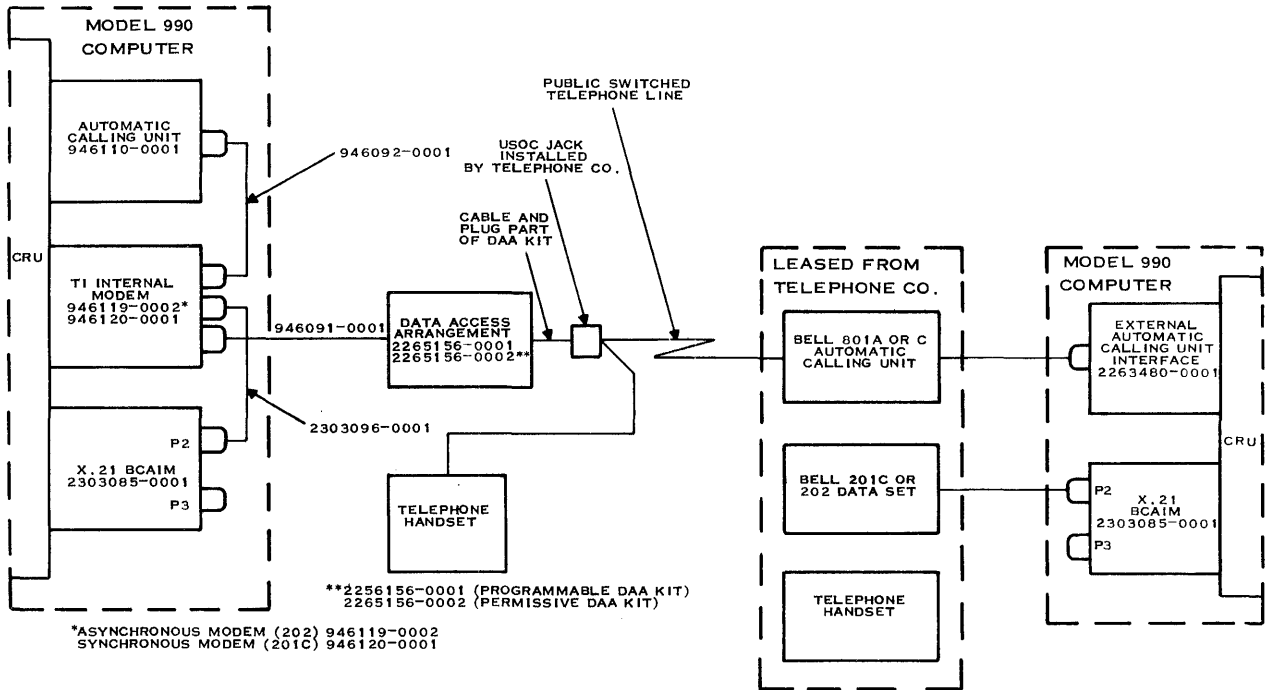 MODEL 990
COMPUTER
CRU
AUTOMATIC
CALLING UNIT
946110-0001
946092-0001
TI INTERNAL
MODEM
946119-0002*
946120-0001
946091-0001
2303096-0001
P2
X.21 BCAIM
2303085-0001
P3
*ASYNCHRONOUS MODEM (202) 946119-0002
SYNCHRONOUS MODEM (201C) 946120-0001
PUBLIC SWITCHED
TELEPHONE LINE
USOC JACK
INSTALLED
BY TELEPHONE CO.
CABLE AND
PLUG PART
OF DAA KIT
DATA ACCESS
ARRANGEMENT
2265156-0001
2265156-0002**
TELEPHONE
HANDSET
**2256156-0001 (PROGRAMMABLE DAA KIT)
2265156-0002 (PERMISSIVE DAA KIT)
LEASED FROM
TELEPHONE CO.
BELL 801A OR C
AUTOMATIC
CALLING UNIT
BELL 201C OR
202 DATA SET
TELEPHONE
HANDSET
MODEL 990
COMPUTER
EXTERNAL
AUTOMATIC
CALLING UNIT
INTERFACE
2263480-0001
CRU
P2
X.21
BCAIM
2303085-0001
P3